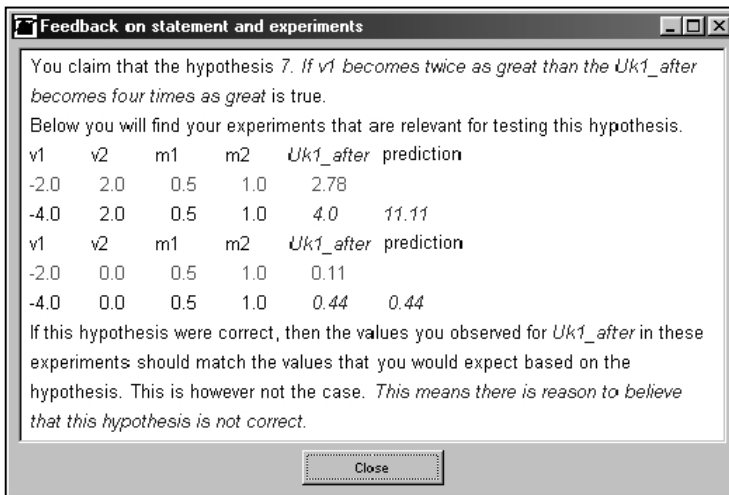 Feedback on statement and experiments
You claim that the hypothesis 7. If v1 becomes twice as great than the Uk1_after
becomes four times as great is true.
Below you will find your experiments that are relevant for testing this hypothesis.
v1 v2 m1 m2 Uk1_after prediction
-2.0 2.0 0.5 1.0 2.78
-4.0 2.0 0.5 1.0 4.0 11.11
v1 v2 m1 m2 Uk1_after prediction
-2.0 0.0 0.5 1.0 0.11
-4.0 0.0 0.5 1.0 0.44 0.44
If this hypothesis were correct, then the values you observed for Uk1_after in these
experiments should match the values that you would expect based on the
hypothesis. This is however not the case. This means there is reason to believe
that this hypothesis is not correct.
Close